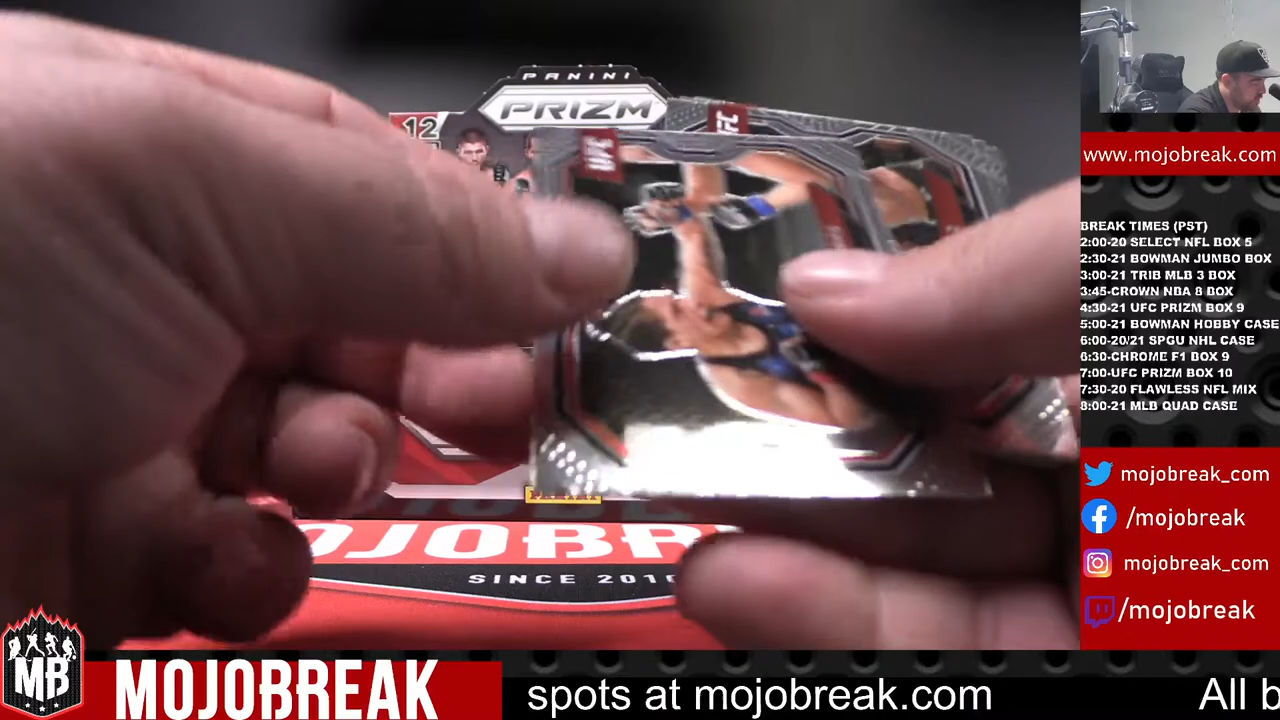 PANINI
PRIZM
12
UFC
UFC
PANINI
OJOBR
SINCE 2010
www.mojobreak.com
BREAK TIMES (PST)
2:00-20 SELECT NFL BOX 5
2:30-21 BOWMAN JUMBO BOX
3:00-21 TRIB MLB 3 BOX
3:45-CROWN NBA 8 BOX
4:30-21 UFC PRIZM BOX 9
5:00-21 BOWMAN HOBBY CASE
6:00-20/21 SPGU NHL CASE
6:30-CHROME F1 BOX 9
7:00-UFC PRIZM BOX 10
7:30-20 FLAWLESS NFL MIX
8:00-21 MLB QUAD CASE
mojobreak_com
/mojobreak
mojobreak_com
/mojobreak
MB
MOJOBREAK
spots at mojobreak.com All b